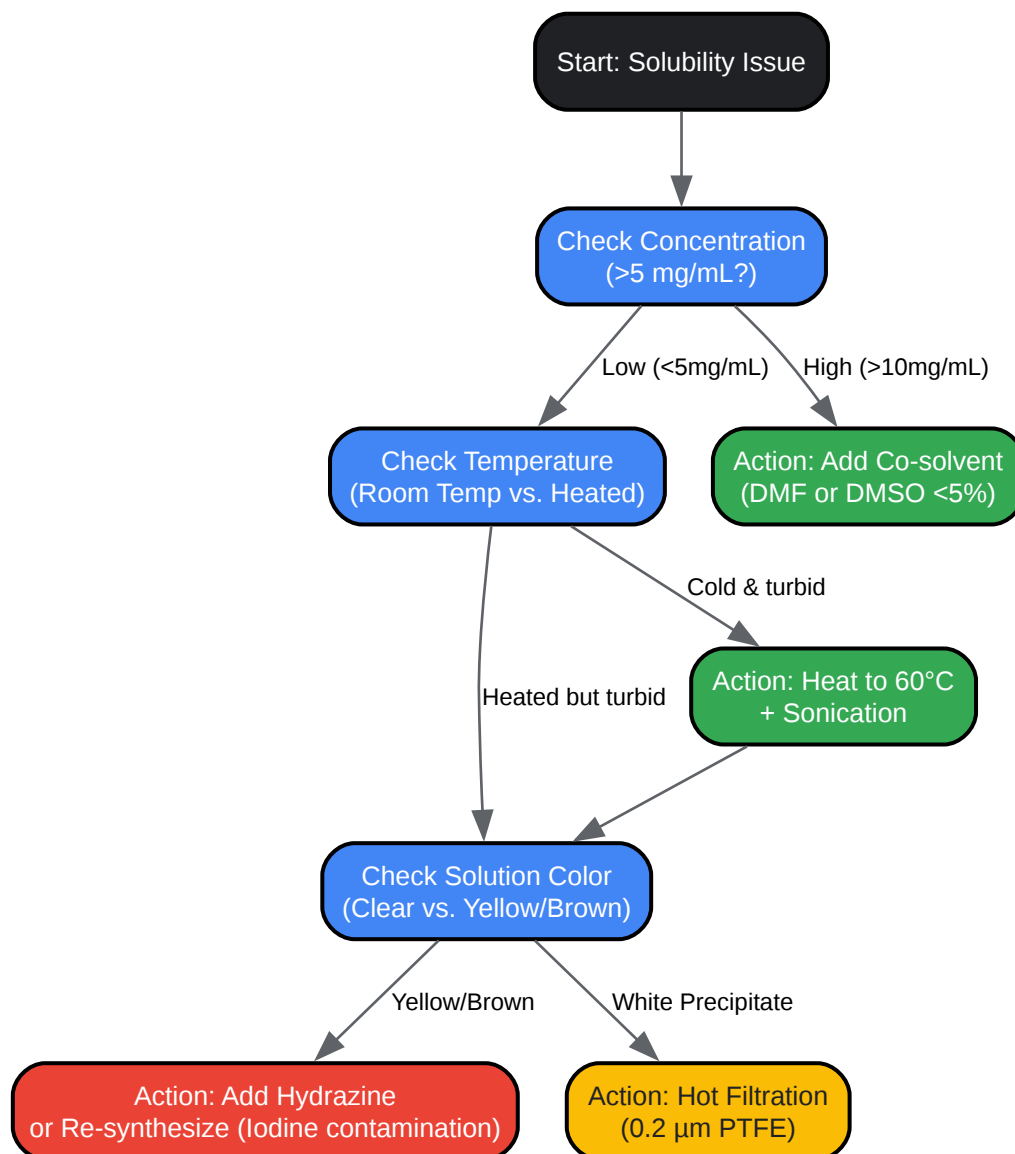 Start: Solubility Issue
Check Concentration
(>5 mg/mL?)
Low (<5mg/mL)
High (>10mg/mL)
Check Temperature
(Room Temp vs. Heated)
Action: Add Co-solvent
(DMF or DMSO <5%)
Cold & turbid
Heated but turbid
Action: Heat to 60°C
+ Sonication
Check Solution Color
(Clear vs. Yellow/Brown)
Yellow/Brown
White Precipitate
Action: Add Hydrazine
or Re-synthesize (Iodine contamination)
Action: Hot Filtration
(0.2 µm PTFE)